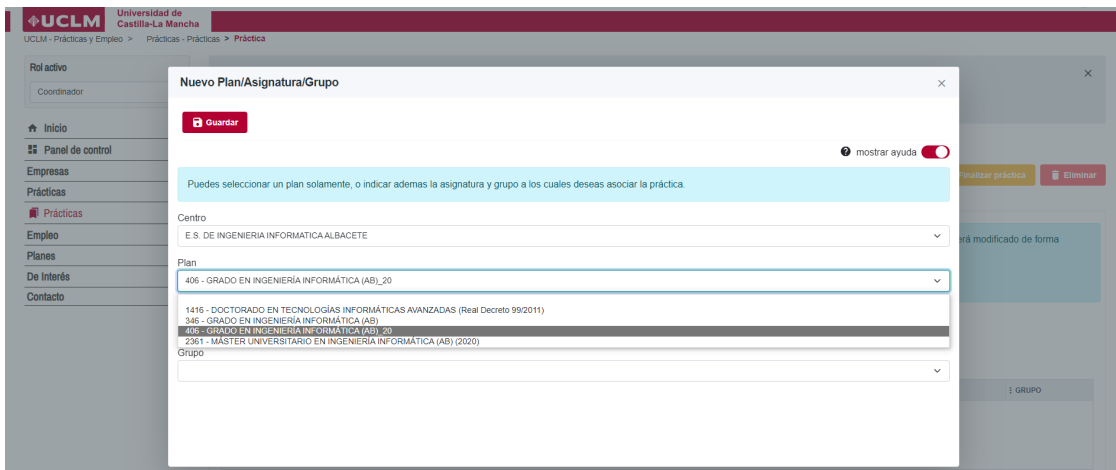 UCLM
Universidad de
Castilla-La Mancha
UCLM - Prácticas y Empleo > Prácticas - Prácticas > Práctica
Rol activo
Coordinador
Inicio
Panel de control
Empresas
Prácticas
Prácticas
Empleo
Planes
De Interés
Contacto
Nuevo Plan/Asignatura/Grupo
Guardar
mostrar ayuda
Puedes seleccionar un plan solamente, o indicar ademas la asignatura y grupo a los cuales deseas asociar la práctica.
Centro
E.S. DE INGENIERIA INFORMATICA ALBACETE
Plan
406 - GRADO EN INGENIERÍA INFORMÁTICA (AB)_20
1416 - DOCTORADO EN TECNOLOGÍAS INFORMÁTICAS AVANZADAS (Real Decreto 99/2011)
346 - GRADO EN INGENIERÍA INFORMÁTICA (AB)
406 - GRADO EN INGENIERÍA INFORMÁTICA (AB)_20
2361 - MÁSTER UNIVERSITARIO EN INGENIERÍA INFORMÁTICA (AB) (2020)
Grupo
Finalizar práctica
Eliminar
erá modificado de forma
GRUPO